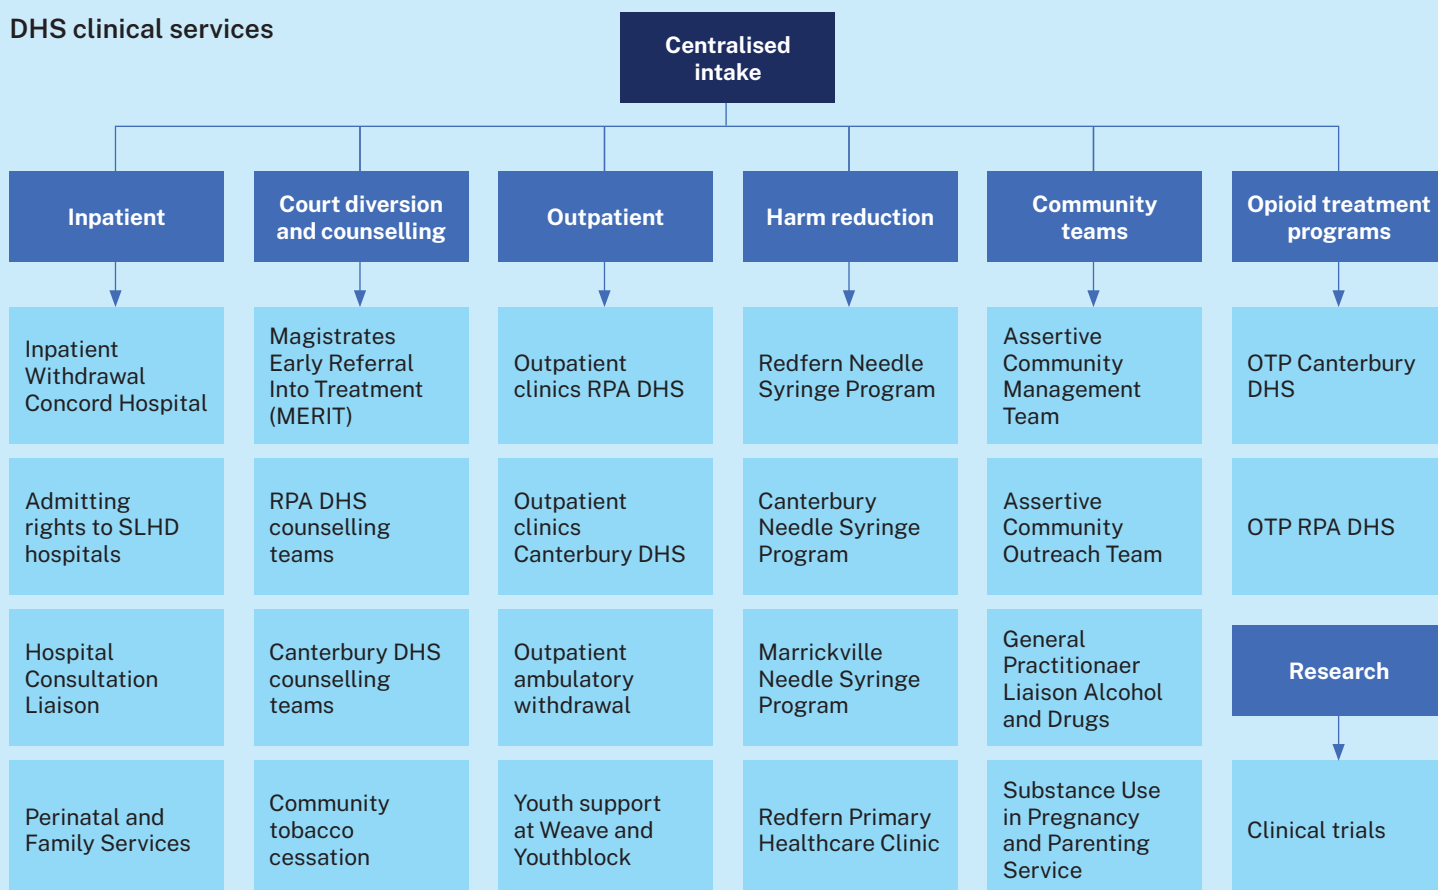 DHS clinical services
Centralised
intake
Inpatient
Court diversion
and counselling
Outpatient
Harm reduction
Community
teams
Opioid treatment
programs
Inpatient
Withdrawal
Concord Hospital
Magistrates
Early Referral
Into Treatment
(MERIT)
Outpatient
clinics RPA DHS
Redfern Needle
Syringe Program
Assertive
Community
Management
Team
OTP Canterbury
DHS
Admitting
rights to SLHD
hospitals
RPA DHS
counselling
teams
Outpatient
clinics
Canterbury DHS
Canterbury
Needle Syringe
Program
Assertive
Community
Outreach Team
OTP RPA DHS
Hospital
Consultation
Liaison
Canterbury DHS
counselling
teams
Outpatient
ambulatory
withdrawal
Marrickville
Needle Syringe
Program
General
Practitionaer
Liaison Alcohol
and Drugs
Research
Perinatal and
Family Services
Community
tobacco
cessation
Youth support
at Weave and
Youthblock
Redfern Primary
Healthcare Clinic
Substance Use
in Pregnancy
and Parenting
Service
Clinical trials